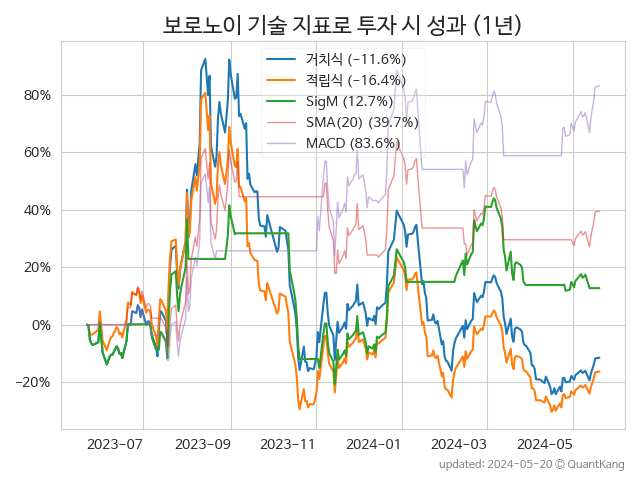 보로노이 기술 지표로 투자 시 성과 (1년)
거치식 (-11.6%)
적립식 (-16.4%)
SigM (12.7%)
SMA(20) (39.7%)
MACD (83.6%)
80%
60%
40%
20%
0%
-20%
2023-07
2023-09
2023-11
2024-01
2024-03
2024-05
updated: 2024-05-20 © QuantKang